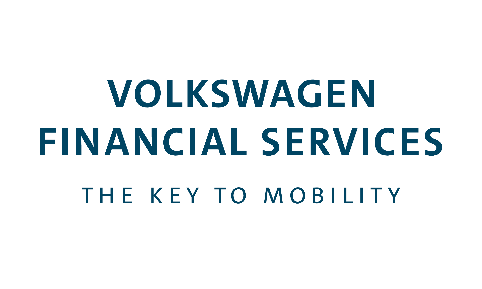 VOLKSWAGEN
FINANCIAL SERVICES
THE KEY TO MOBILITY